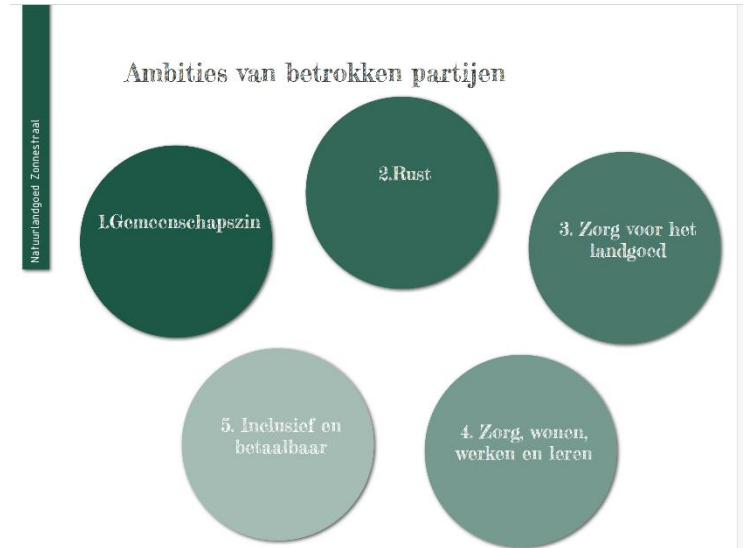 Natuurlandgoed Zonnestraal
Ambities van betrokken partijen
1.Gemeenschapszin
2.Rust
3. Zorg voor het
landgoed
4. Zorg, wonen,
werken en leren
5. Inclusief en
betaalbaar